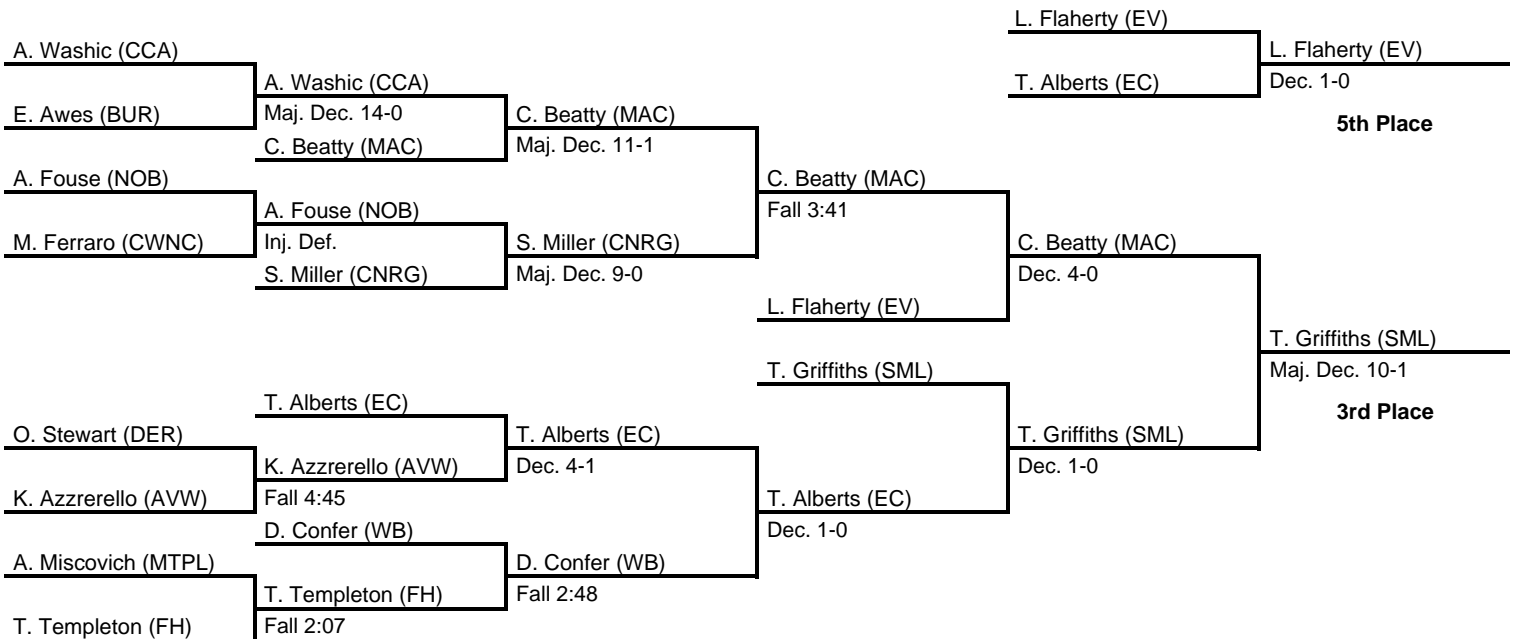 L. Flaherty (EV)
A. Washic (CCA)
L. Flaherty (EV)
A. Washic (CCA)
T. Alberts (EC)
Dec. 1-0
E. Awes (BUR)
Maj. Dec. 14-0
C. Beatty (MAC)
5th Place
C. Beatty (MAC)
Maj. Dec. 11-1
A. Fouse (NOB)
C. Beatty (MAC)
A. Fouse (NOB)
Fall 3:41
M. Ferraro (CWNC)
Inj. Def.
S. Miller (CNRG)
C. Beatty (MAC)
S. Miller (CNRG)
Maj. Dec. 9-0
Dec. 4-0
L. Flaherty (EV)
T. Griffiths (SML)
T. Griffiths (SML)
Maj. Dec. 10-1
T. Alberts (EC)
3rd Place
O. Stewart (DER)
T. Alberts (EC)
T. Griffiths (SML)
K. Azzrerello (AVW)
Dec. 4-1
Dec. 1-0
K. Azzrerello (AVW)
Fall 4:45
T. Alberts (EC)
D. Confer (WB)
Dec. 1-0
A. Miscovich (MTPL)
D. Confer (WB)
T. Templeton (FH)
Fall 2:48
T. Templeton (FH)
Fall 2:07